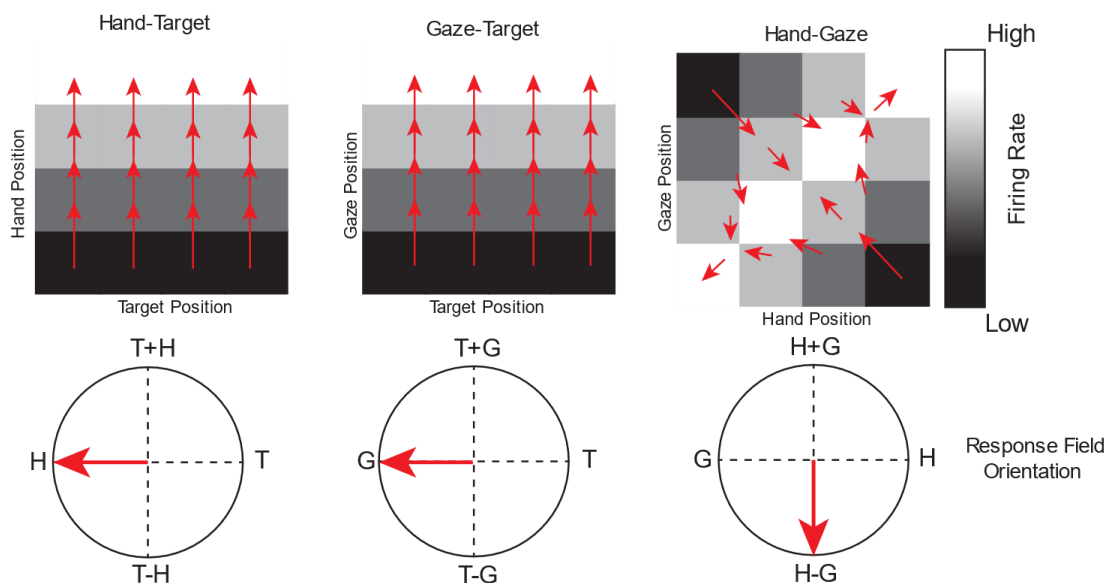 Hand-Target
Gaze-Target
Hand-Gaze
High
Hand Position
Gaze Position
Gaze Position
Firing Rate
Target Position
Target Position
Hand Position
Low
T+H
T+G
H+G
H
T
G
T
G
H
Response Field
Orientation
T-H
T-G
H-G